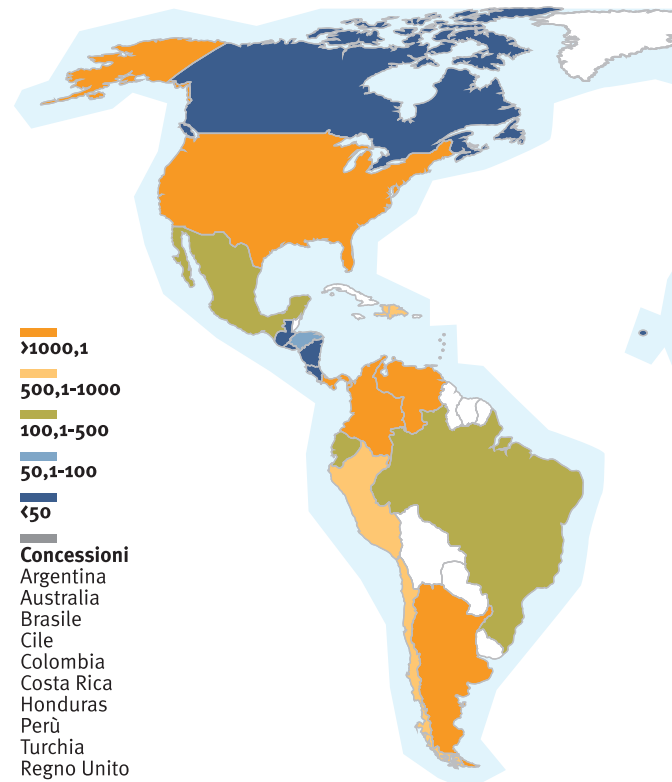 >1000,1
500,1-1000
100,1-500
50,1-100
<50
Concessioni
Argentina
Australia
Brasile
Cile
Colombia
Costa Rica
Honduras
Perù
Turchia
Regno Unito